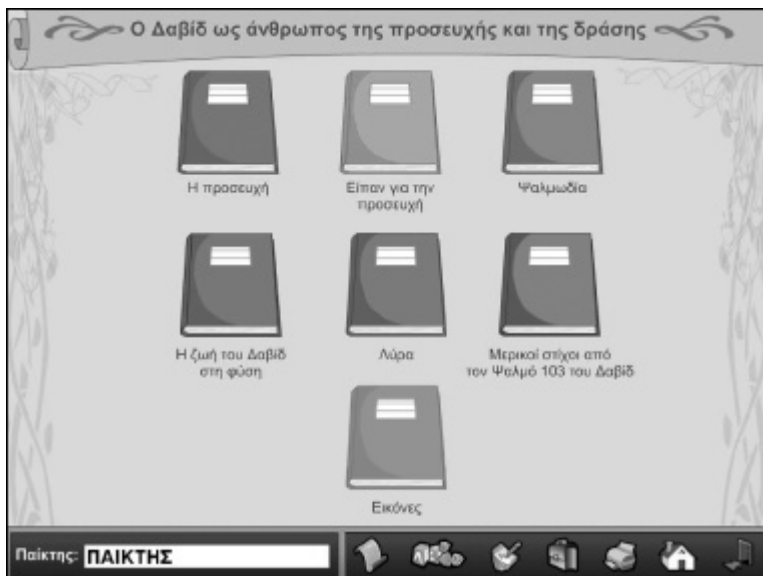 Ο Δαβίδ ως άνθρωπος της προσευχής και της δράσης
Η προσευχή
Είπαν για την
προσευχή
Ψαλμωδία
Η ζωή του Δαβίδ
στη φύση
Λύρα
Μερικοί στίχοι από
τον Ψαλμό 103 του Δαβίδ
Εικόνες
Παίκτης: ΠΑΙΚΤΗΣ